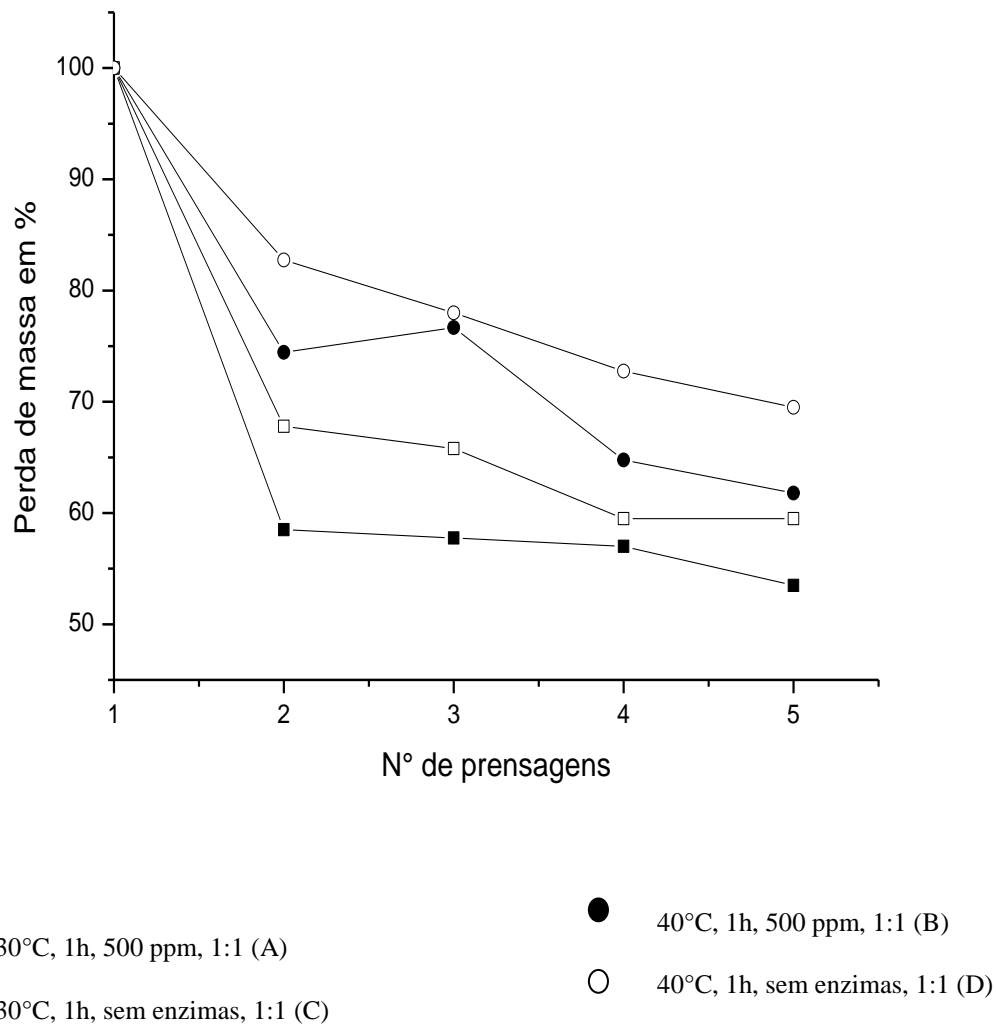 100
90
80
70
60
50
Perda de massa em %
1 2 3 4 5
N° de prensagens
30°C, 1h, 500 ppm, 1:1 (A)
30°C, 1h, sem enzimas, 1:1 (C)
40°C, 1h, 500 ppm, 1:1 (B)
40°C, 1h, sem enzimas, 1:1 (D)